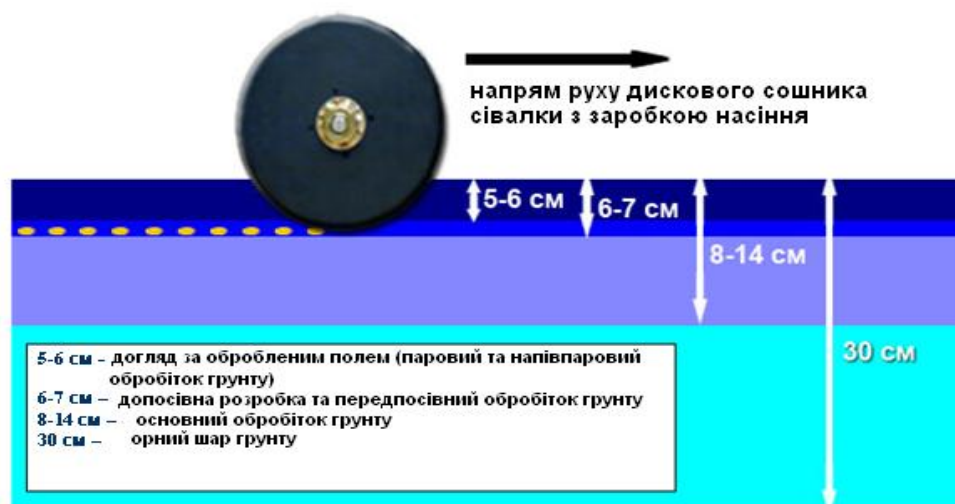 напрям руху дискового сошника
сівалки з заробкою насіння
5-6 см
6-7 см
8-14 см
30 см
5-6 см – догляд за обробленим полем (паровий та напівпаровий
обробіток грунту)
6-7 см – допосівна розробка та передпосівний обробіток грунту
8-14 см – основний обробіток грунту
30 см – орний шар грунту